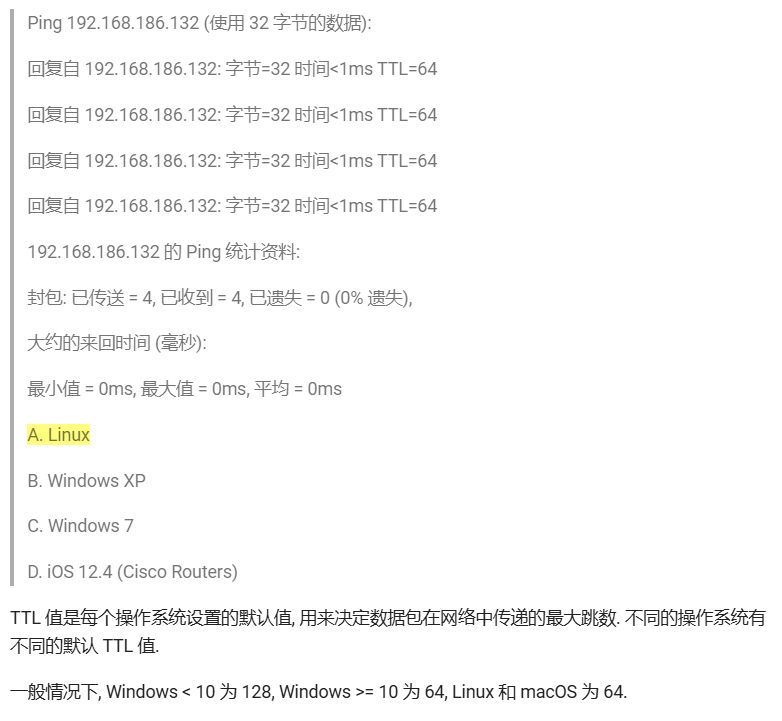 Ping 192.168.186.132 (使用 32 字节的数据):
回复自 192.168.186.132: 字节=32 时间<1ms TTL=64
回复自 192.168.186.132: 字节=32 时间<1ms TTL=64
回复自 192.168.186.132: 字节=32 时间<1ms TTL=64
回复自 192.168.186.132: 字节=32 时间<1ms TTL=64
192.168.186.132 的 Ping 统计资料:
封包: 已传送 = 4, 已收到 = 4, 已遗失 = 0 (0% 遗失),
大约的来回时间 (毫秒):
最小值 = 0ms, 最大值 = 0ms, 平均 = 0ms
A. Linux
B. Windows XP
C. Windows 7
D. iOS 12.4 (Cisco Routers)
TTL 值是每个操作系统设置的默认值, 用来决定数据包在网络中传递的最大跳数. 不同的操作系统有
不同的默认 TTL 值.
一般情况下, Windows < 10 为 128, Windows >= 10 为 64, Linux 和 macOS 为 64.